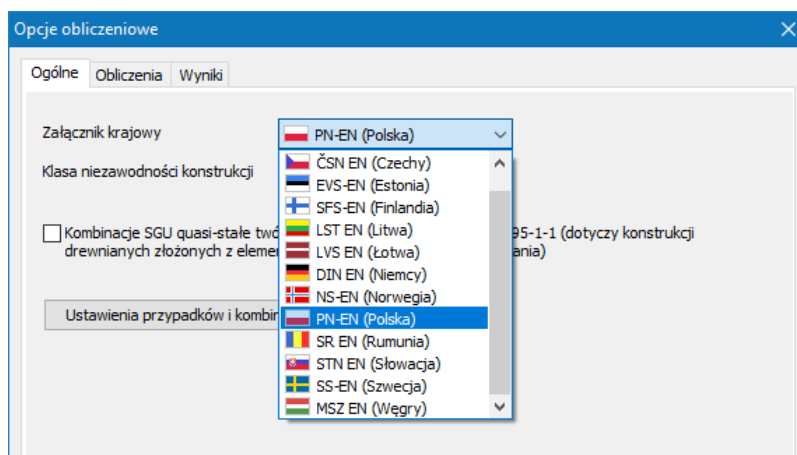 Opcje obliczeniowe
Ogólne Obliczenia Wyniki
Załącznik krajowy PN-EN (Polska)
Klasa niezawodności konstrukcji
ČSN EN (Czechy)
EVS-EN (Estonia)
SFS-EN (Finlandia)
LST EN (Litwa)
LVS EN (Łotwa)
DIN EN (Niemcy)
NS-EN (Norwegia)
PN-EN (Polska)
SR EN (Rumunia)
STN EN (Słowacja)
SS-EN (Szwecja)
MSZ EN (Węgry)
Kombinacje SGU quasi-stałe twó 95-1-1 (dotyczy konstrukcji
drewnianych złożonych z eleme ania)
Ustawienia przypadków i kombin